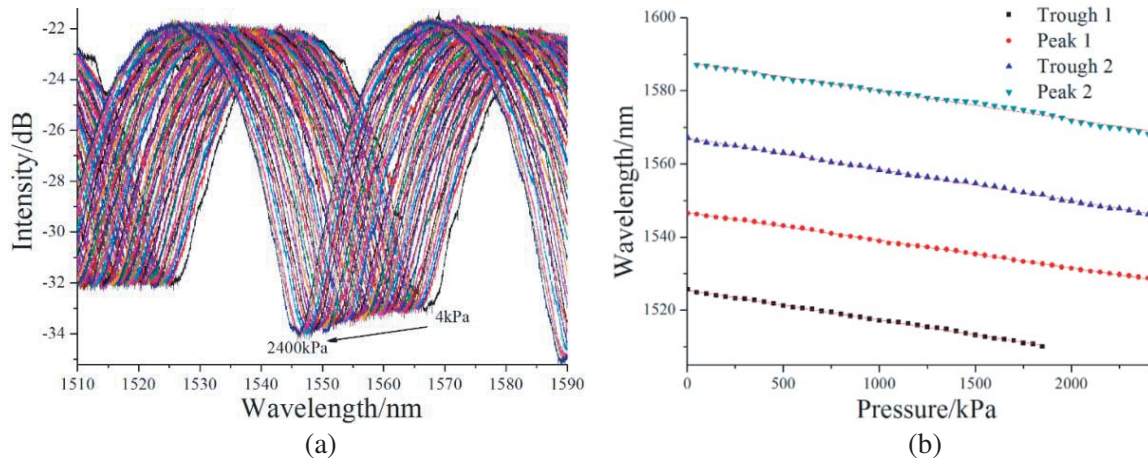 -22
-24
-26
-28
-30
-32
-34
Intensity/dB
4kPa
2400kPa
1510 1520 1530 1540 1550 1560 1570 1580 1590
Wavelength/nm
(a)
1600
1580
1560
1540
1520
Wavelength/nm
Trough 1
Peak 1
Trough 2
Peak 2
0 500 1000 1500 2000
Pressure/kPa
(b)